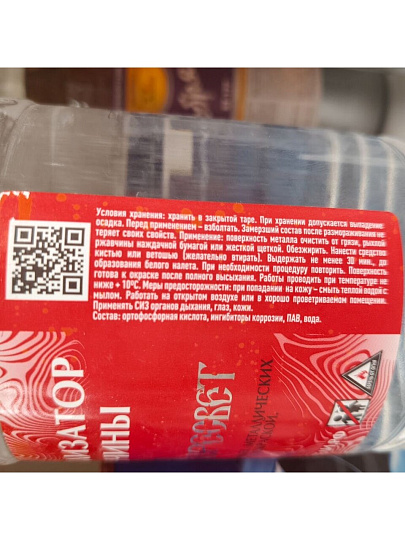 Условия хранения: хранить в закрытой таре. При хранении допускается выпадение
осадка. Перед применением – взболтать. Замерзший состав после размораживания не
теряет своих свойств. Применение: поверхность металла очистить от грязи, рыхлой
ржавчины наждачной бумагой или жесткой щеткой. Обезжирить. Нанести средство
кистью или ветошью (желательно втирать). Выдержать не менее 30 мин., до
образования белого налета. При необходимости процедуру повторить. Поверхность
готова к окраске после полного высыхания. Работы проводить при температуре не
ниже + 10°С. Меры предосторожности: при попадании на кожу – смыть теплой водой с
мылом. Работать на открытом воздухе или в хорошо проветриваемом помещении.
Применять СИЗ органов дыхания, глаз, кожи.
Состав: ортофосфорная кислота, ингибиторы коррозии, ПАВ, вода.